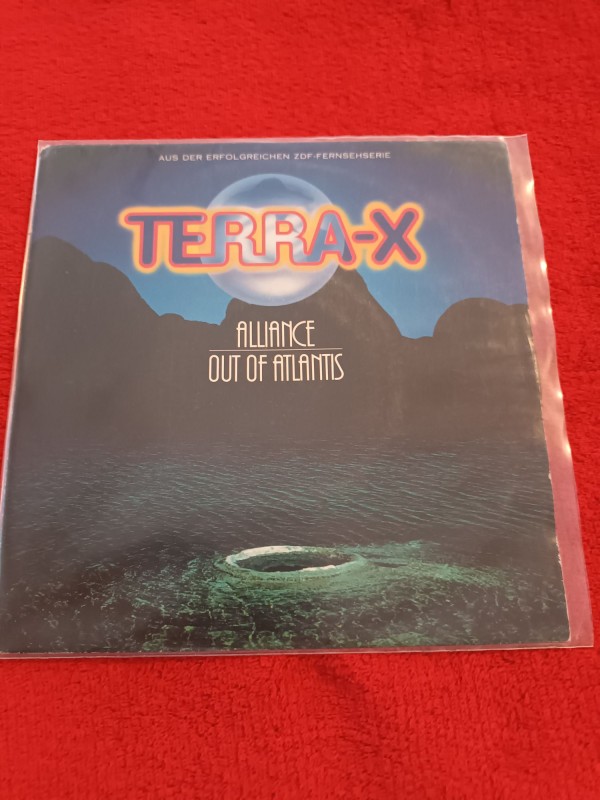 AUS DER ERFOLGREICHEN ZDF-FERNSEHSERIE
TERRA-X
ALLIANCE
OUT OF ATLANTIS